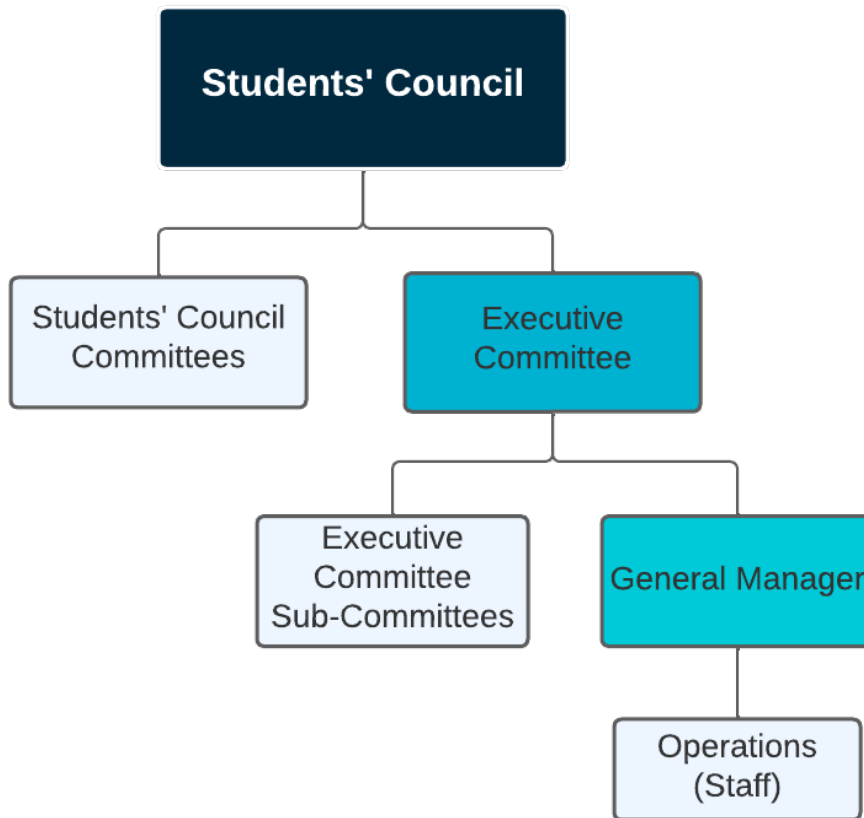 Students' Council
Students' Council
Committees
Executive
Committee
Executive
Committee
Sub-Committees
General Manager
Operations
(Staff)